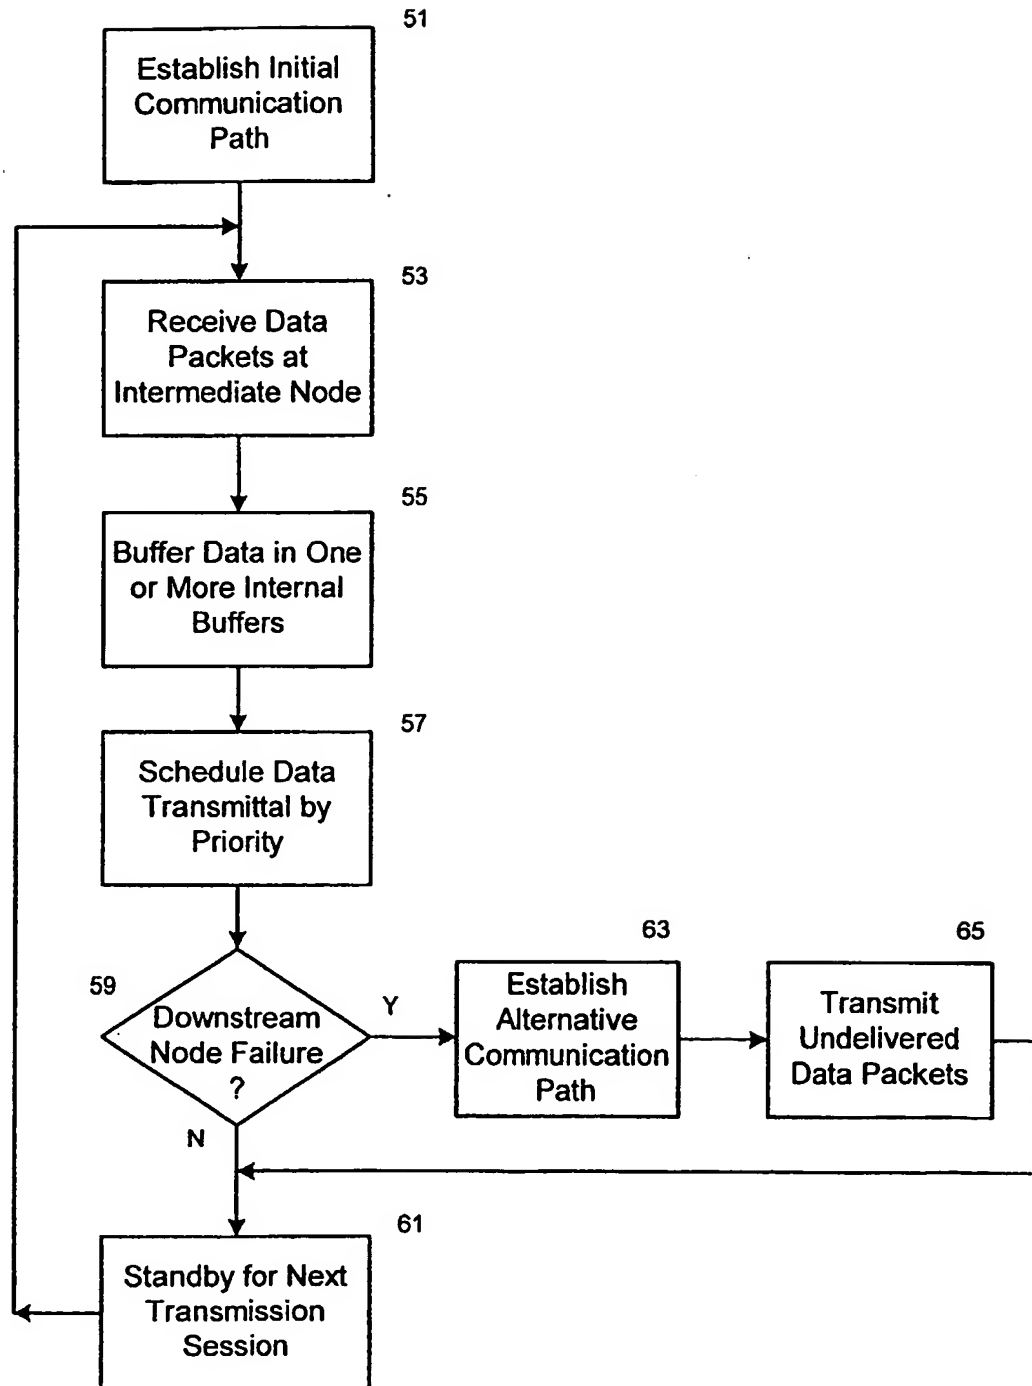 51
Establish Initial
Communication
Path
53
Receive Data
Packets at
Intermediate Node
55
Buffer Data in One
or More Internal
Buffers
57
Schedule Data
Transmittal by
Priority
59
Downstream
Node Failure
?
Y
N
63
Establish
Alternative
Communication
Path
65
Transmit
Undelivered
Data Packets
61
Standby for Next
Transmission
Session